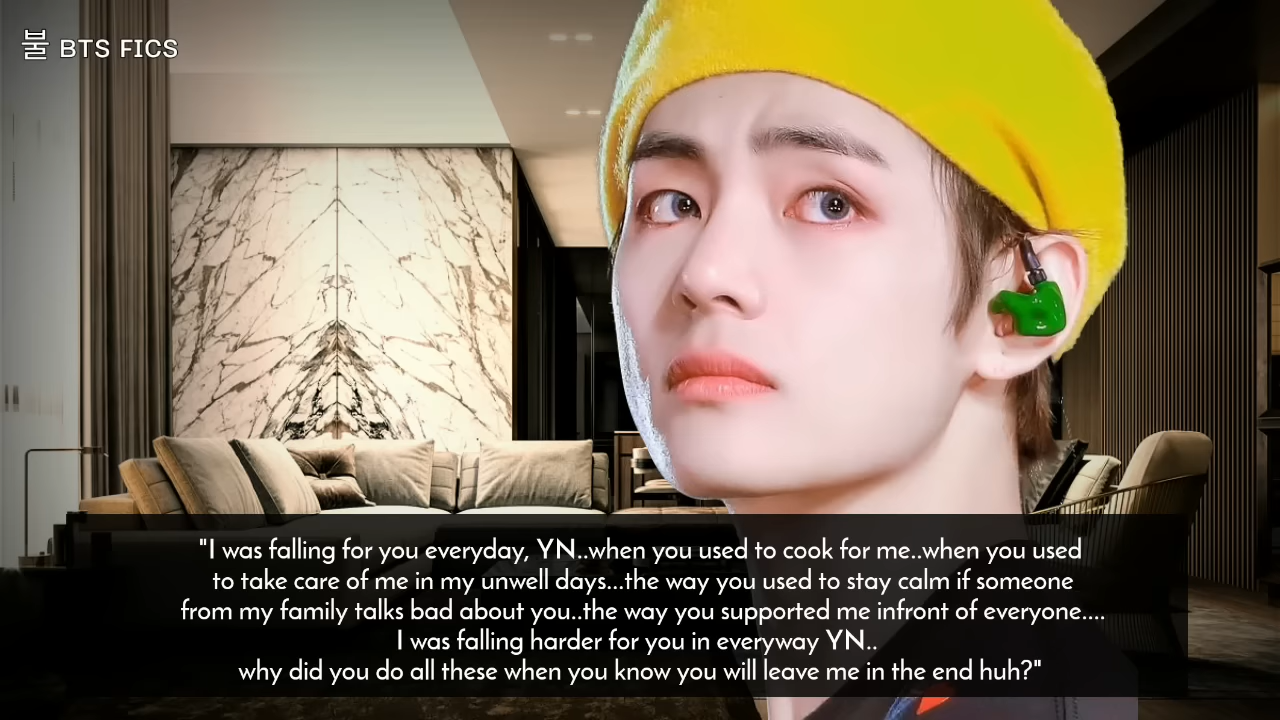 불 BTS FICS
"I was falling for you everyday, YN..when you used to cook for me..when you used
to take care of me in my unwell days...the way you used to stay calm if someone
from my family talks bad about you..the way you supported me infront of everyone....
I was falling harder for you in everyway YN..
why did you do all these when you know you will leave me in the end huh?"